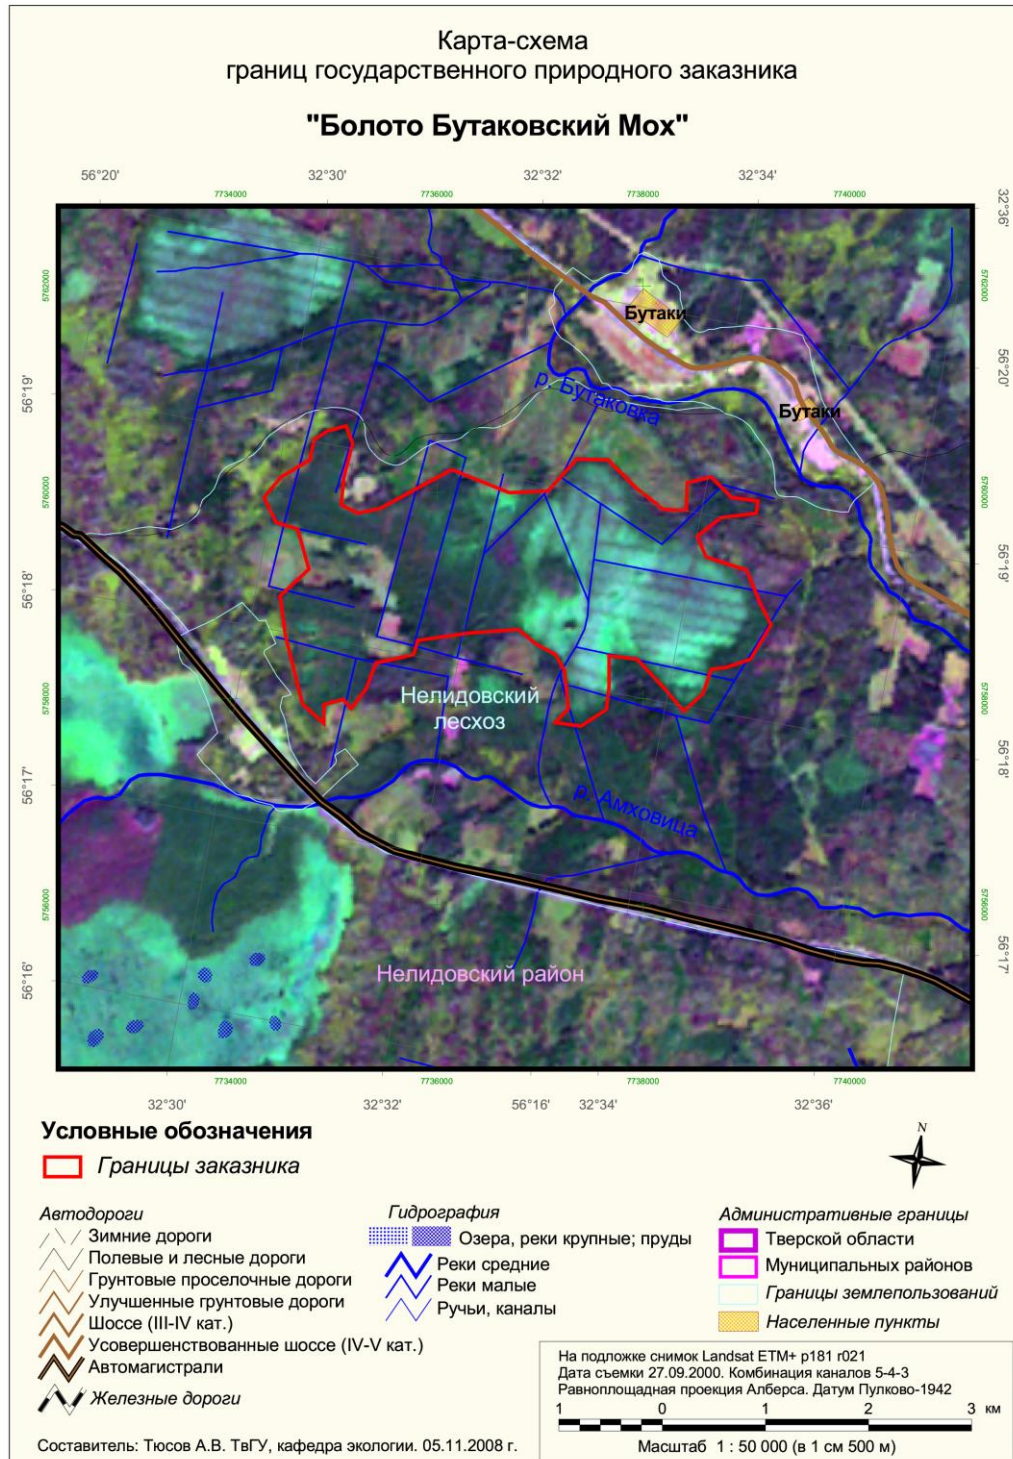 Карта-схема
границ государственного природного заказника
"Болото Бутаковский Мох"
56°20' 32°30' 32°32' 32°34' 32°36'
7734000 7736000 7738000 7740000
5762000 5762000
Бутаки
56°20'
56°19'
р. Бутаковка
Бутаки
5760000 5760000
56°19'
56°18'
Нелидовский
лесхоз
5758000 5758000
56°18'
56°17'
р. Амховица
5756000 5756000
56°17'
56°16'
Нелидовский район
7734000 7736000 7738000 7740000
32°30' 32°32' 56°16' 32°34' 32°36'
Условные обозначения
N
Границы заказника
Автодороги
Зимние дороги
Полевые и лесные дороги
Грунтовые проселочные дороги
Улучшенные грунтовые дороги
Шоссе (III-IV кат.)
Усовершенствованные шоссе (IV-V кат.)
Автомагистрали
Железные дороги
Гидрография
Озера, реки крупные; пруды
Реки средние
Реки малые
Ручьи, каналы
Административные границы
Тверской области
Муниципальных районов
Границы землепользований
Населенные пункты
На подложке снимок Landsat ETM+ p181 r021
Дата съемки 27.09.2000. Комбинация каналов 5-4-3
Равноплощадная проекция Алберса. Датум Пулково-1942
1 0 1 2 3 км
Масштаб 1 : 50 000 (в 1 см 500 м)
Составитель: Тюсов А.В. ТвГУ, кафедра экологии. 05.11.2008 г.